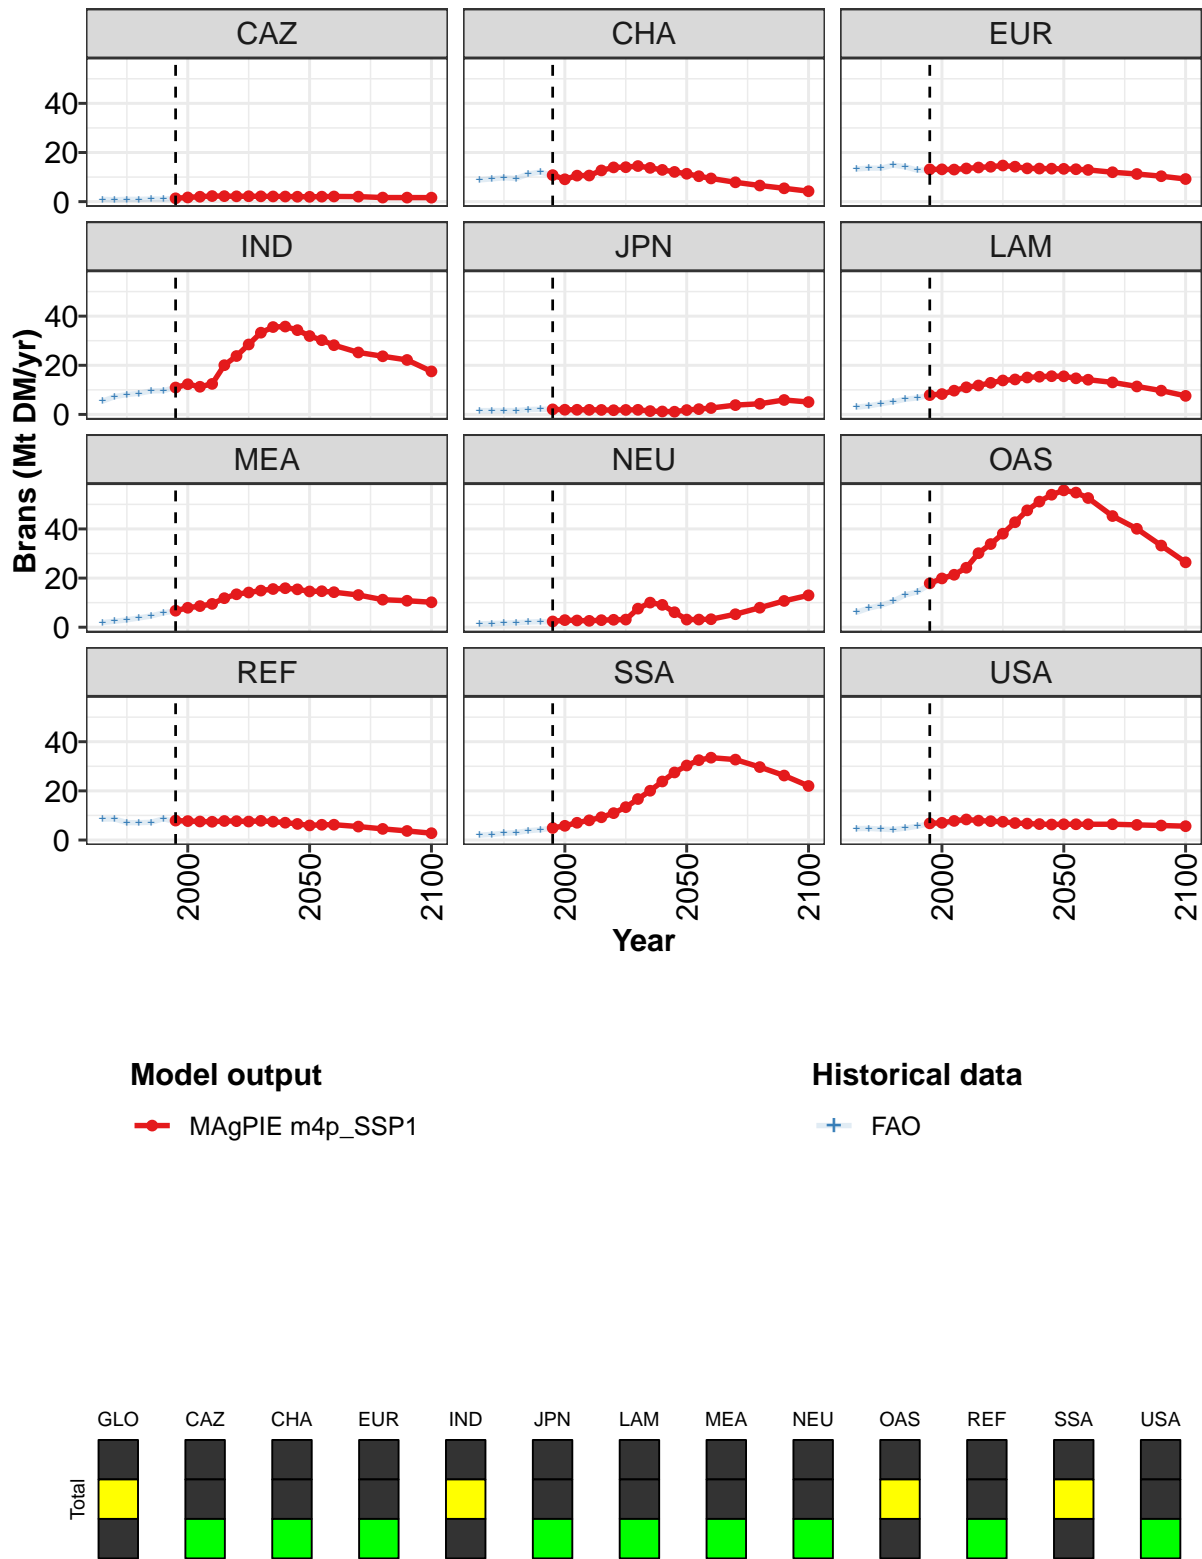 CAZ CHA EUR
40
20
0
IND JPN LAM
40
20
0
MEA NEU OAS
40
20
0
REF SSA USA
40
20
0
Brans (Mt DM/yr)
2000 2050 2100 2000 2050 2100 2000 2050 2100
Year
Model output Historical data
MAgPIE m4p_SSP1 FAO
GLO CAZ CHA EUR IND JPN LAM MEA NEU OAS REF SSA USA
Total